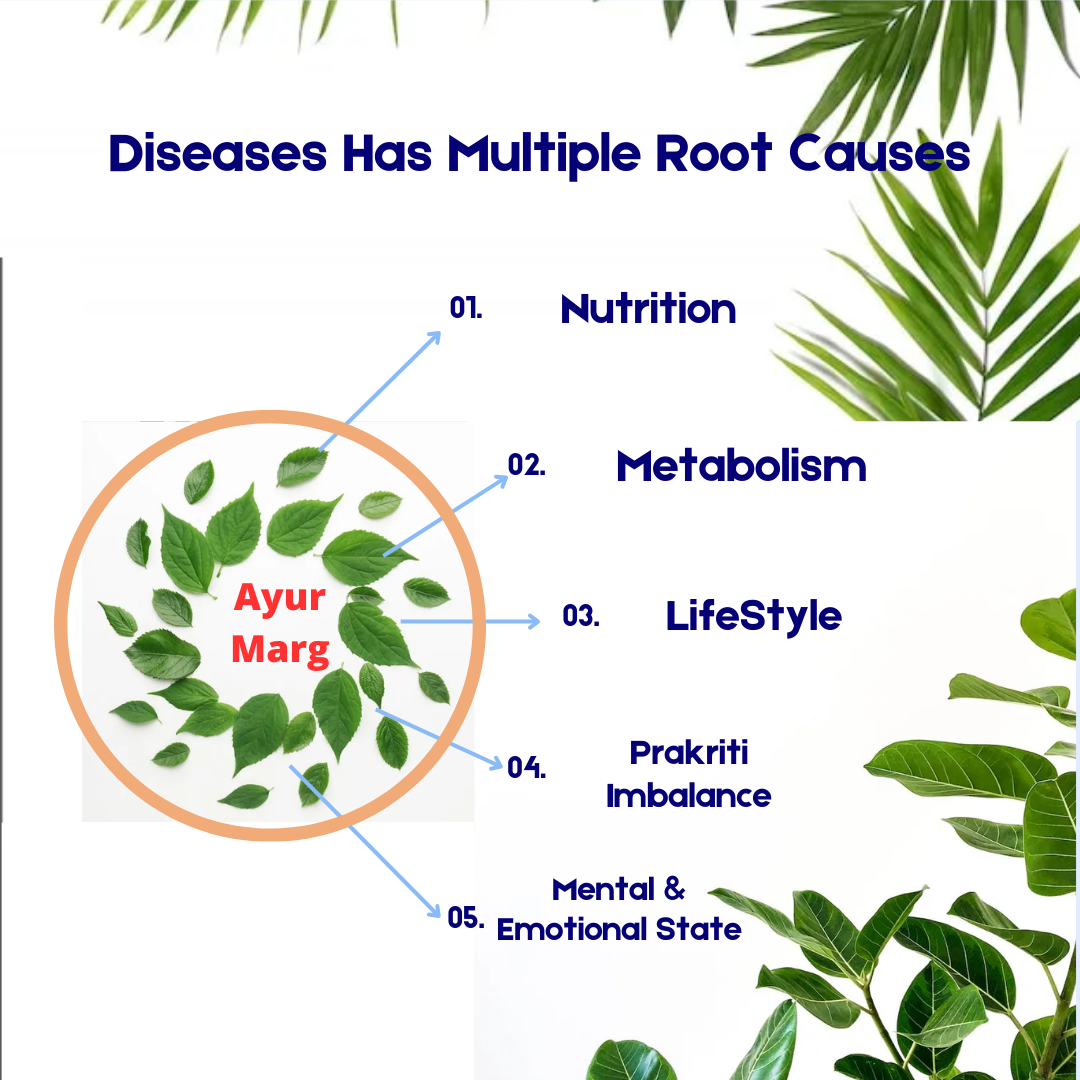 Diseases Has Multiple Root Causes
01. Nutrition
02. Metabolism
Ayur
Marg
03. LifeStyle
04. Prakriti
Imbalance
05. Mental &
Emotional State